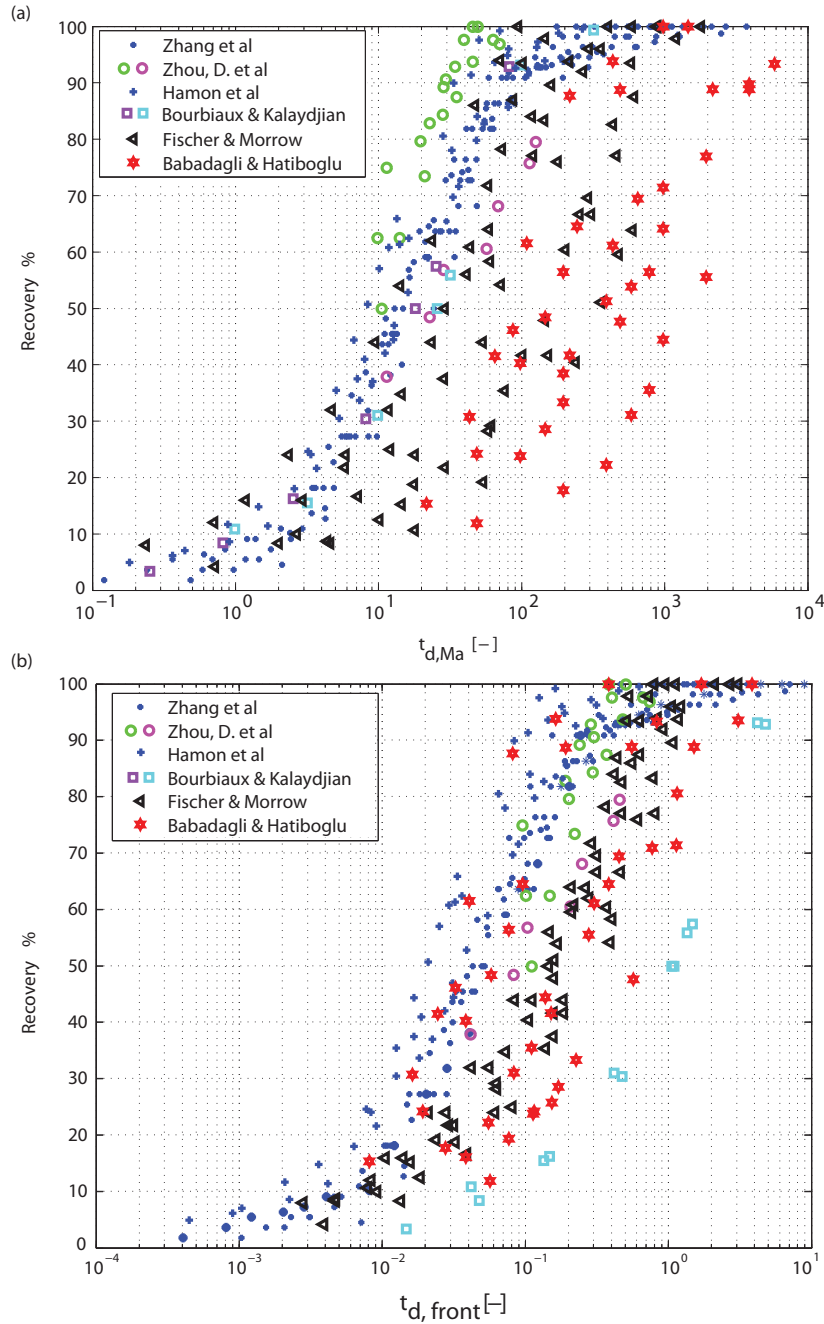 (a)
Zhang et al
Zhou, D. et al
Hamon et al
Bourbiaux & Kalaydjian
Fischer & Morrow
Babadagli & Hatiboglu
100
90
80
70
60
50
40
30
20
10
0
Recovery %
10⁻¹ 10⁰ 10¹ 10² 10³ 10⁴
t_d,Ma [-]
(b)
Zhang et al
Zhou, D. et al
Hamon et al
Bourbiaux & Kalaydjian
Fischer & Morrow
Babadagli & Hatiboglu
100
90
80
70
60
50
40
30
20
10
0
Recovery %
10⁻⁴ 10⁻³ 10⁻² 10⁻¹ 10⁰ 10¹
t_d, front [-]